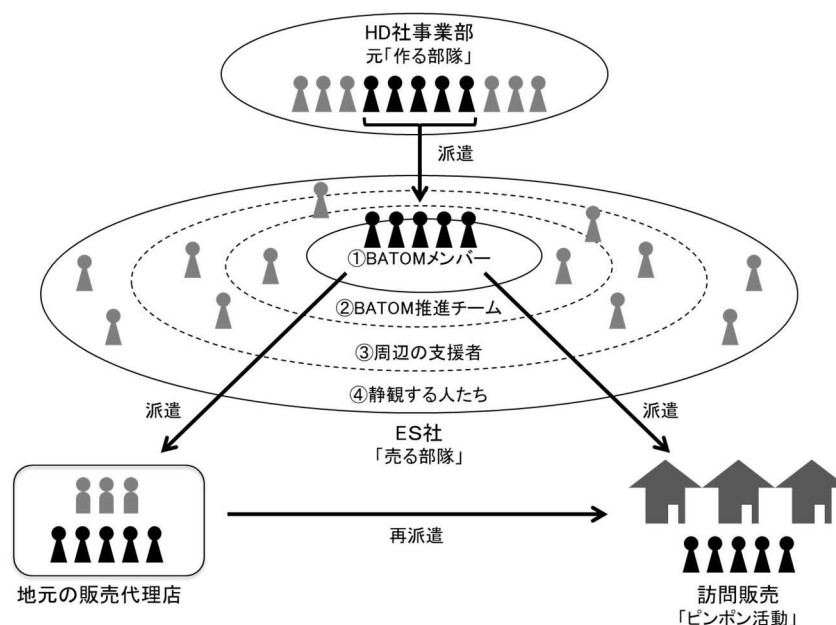 HD社事業部
元「作る部隊」
派遣
①BATOMメンバー
②BATOM推進チーム
③周辺の支援者
④静観する人たち
派遣
派遣
ES社
「売る部隊」
再派遣
地元の販売代理店
訪問販売
「ピンポン活動」